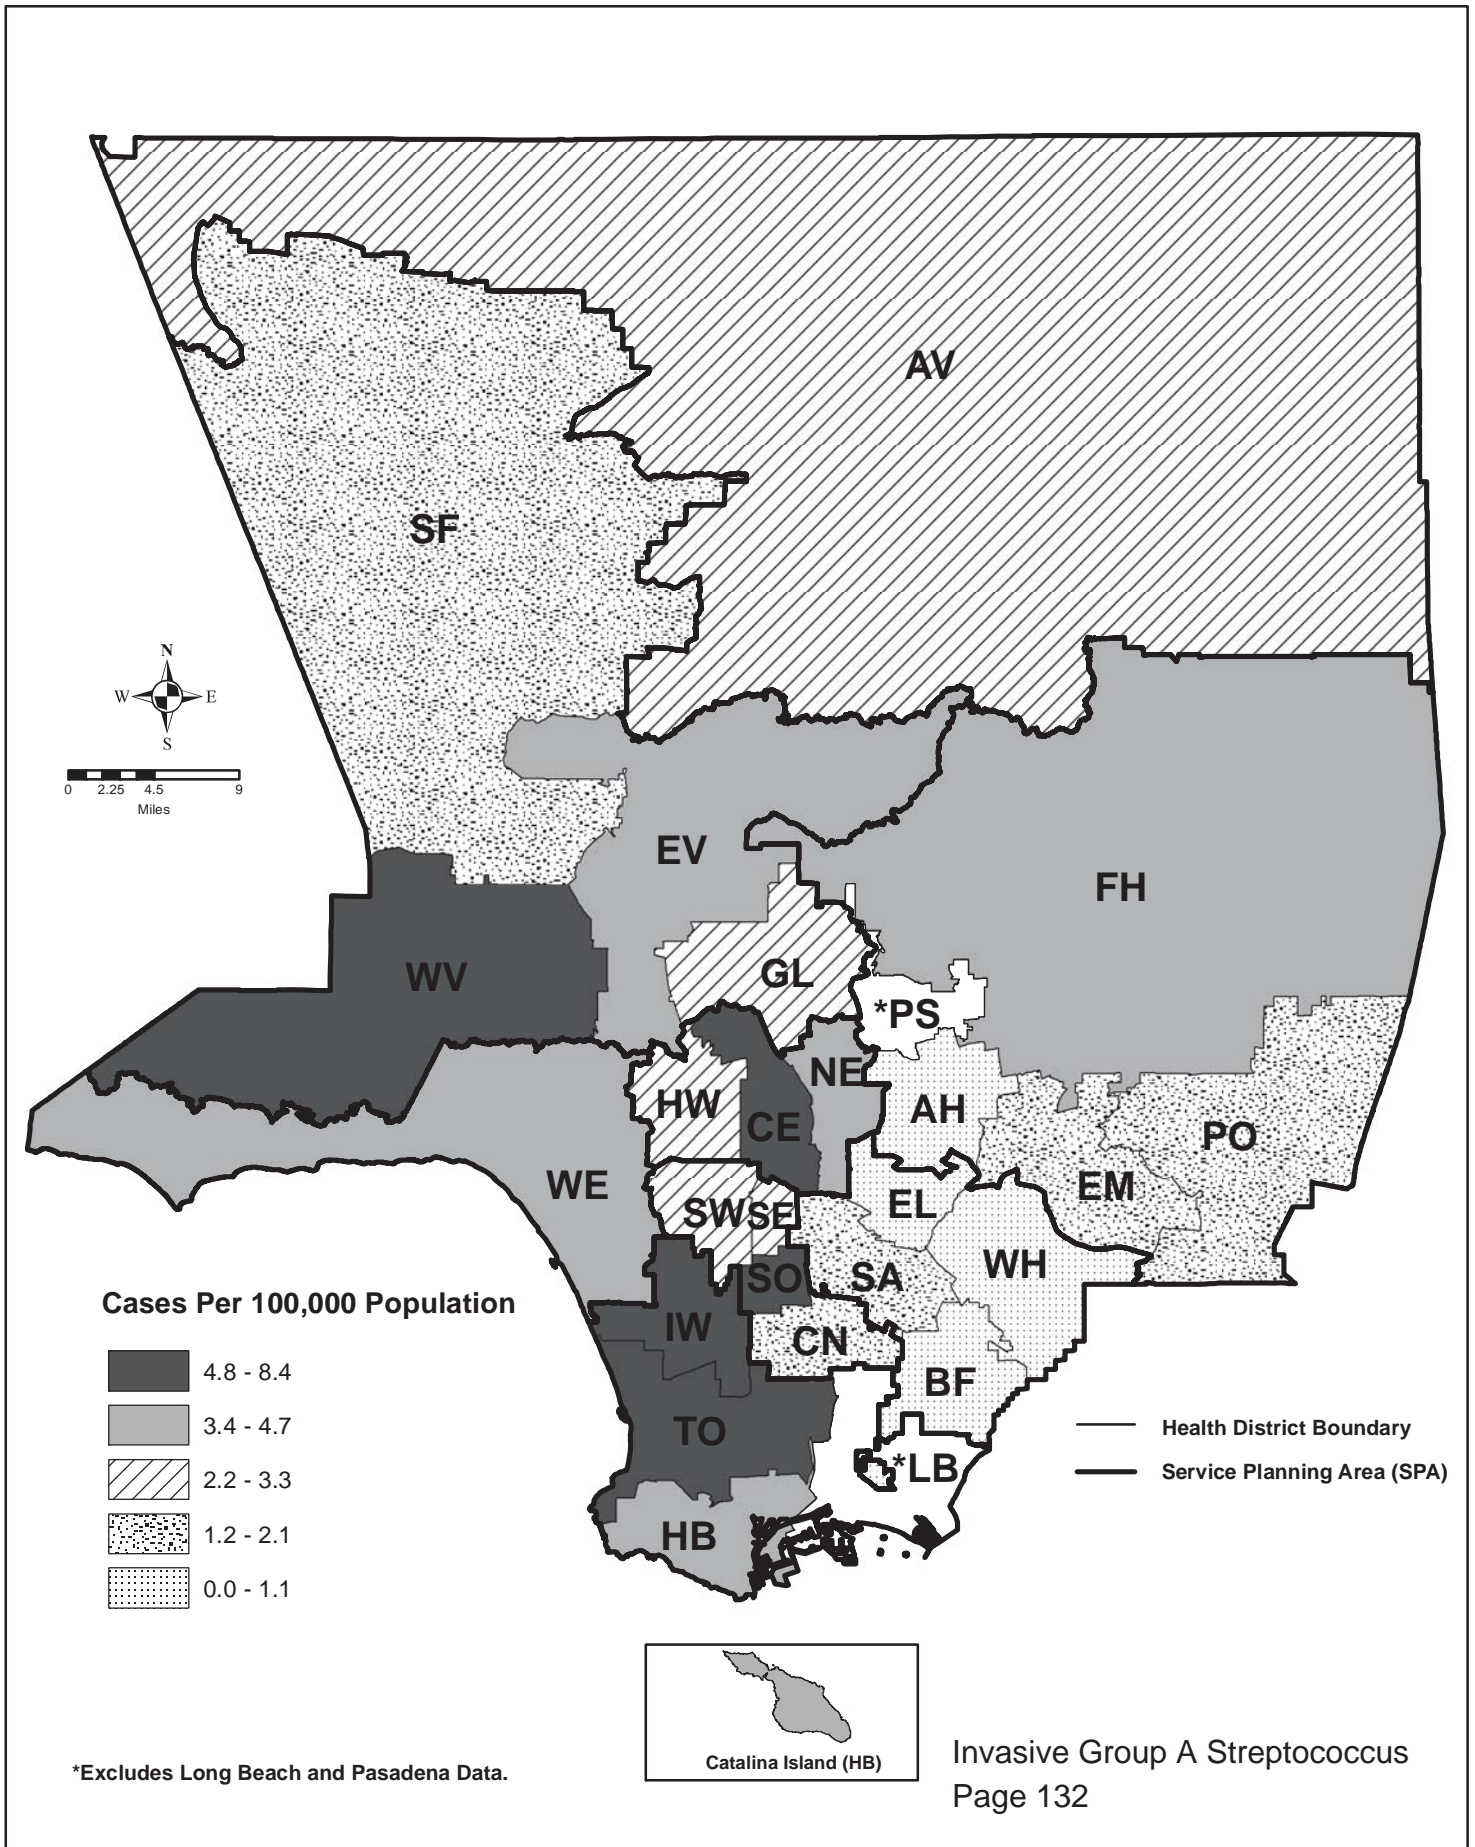 AV
SF
N
W E
S
0 2.25 4.5 9
Miles
EV
FH
WV
GL
*PS
NE
HW
AH
CE
PO
WE
EM
SW
SE
EL
WH
SO
SA
IW
CN
BF
TO
*LB
HB
Cases Per 100,000 Population
4.8 - 8.4
3.4 - 4.7
2.2 - 3.3
1.2 - 2.1
0.0 - 1.1
Health District Boundary
Service Planning Area (SPA)
Catalina Island (HB)
*Excludes Long Beach and Pasadena Data.
Invasive Group A Streptococcus
Page 132